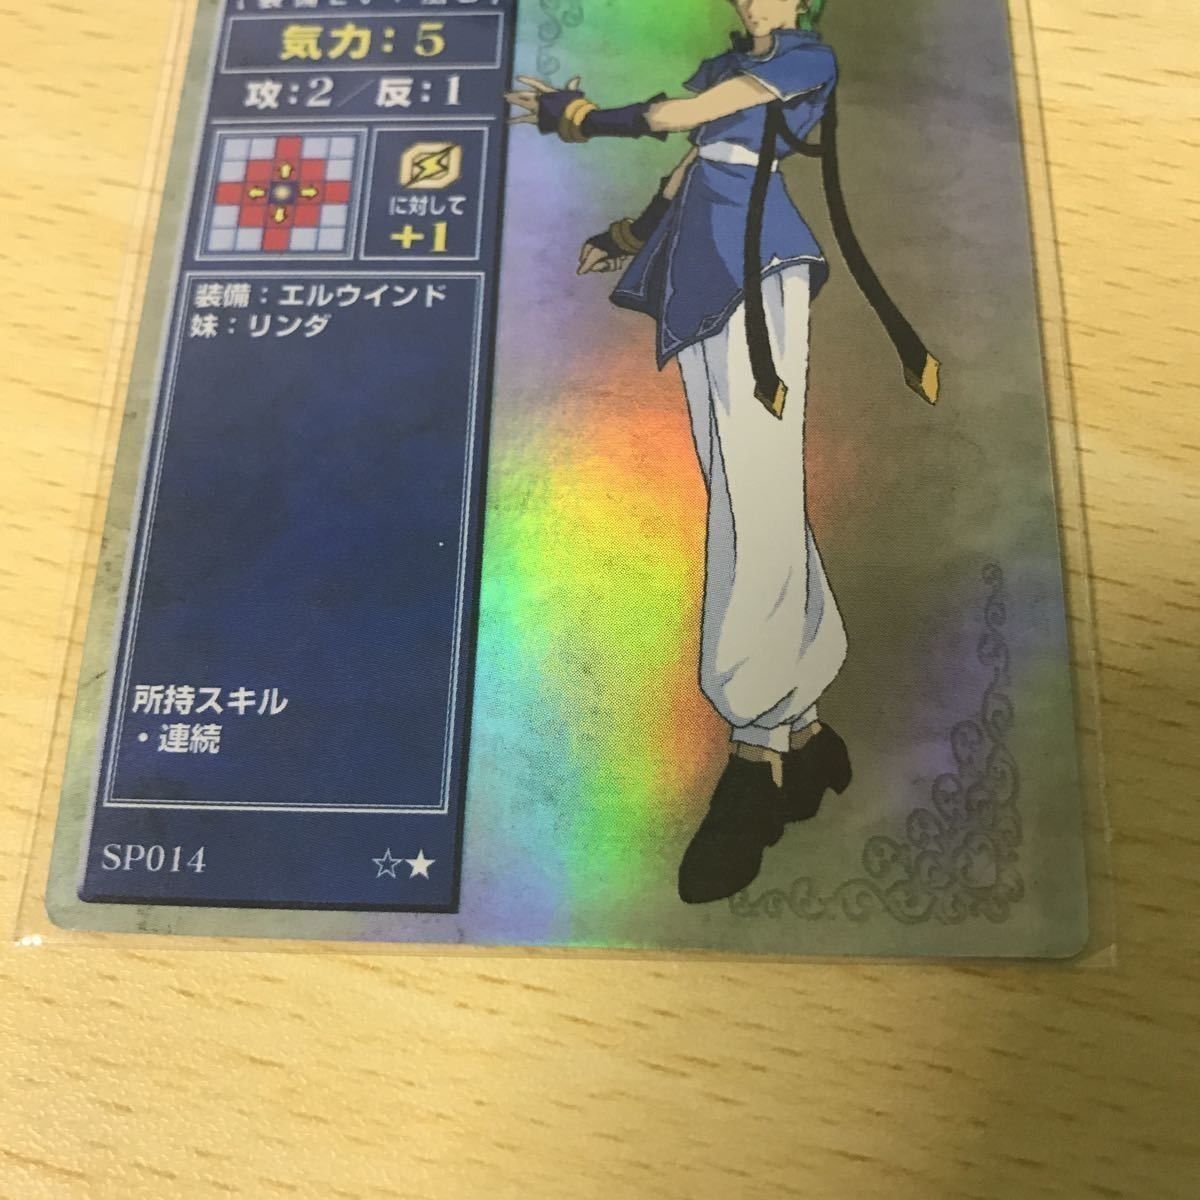 気力：5
攻：2／反：1
に対して
+1
装備：エルウインド
妹：リンダ
所持スキル
・連続
SP014 ☆★